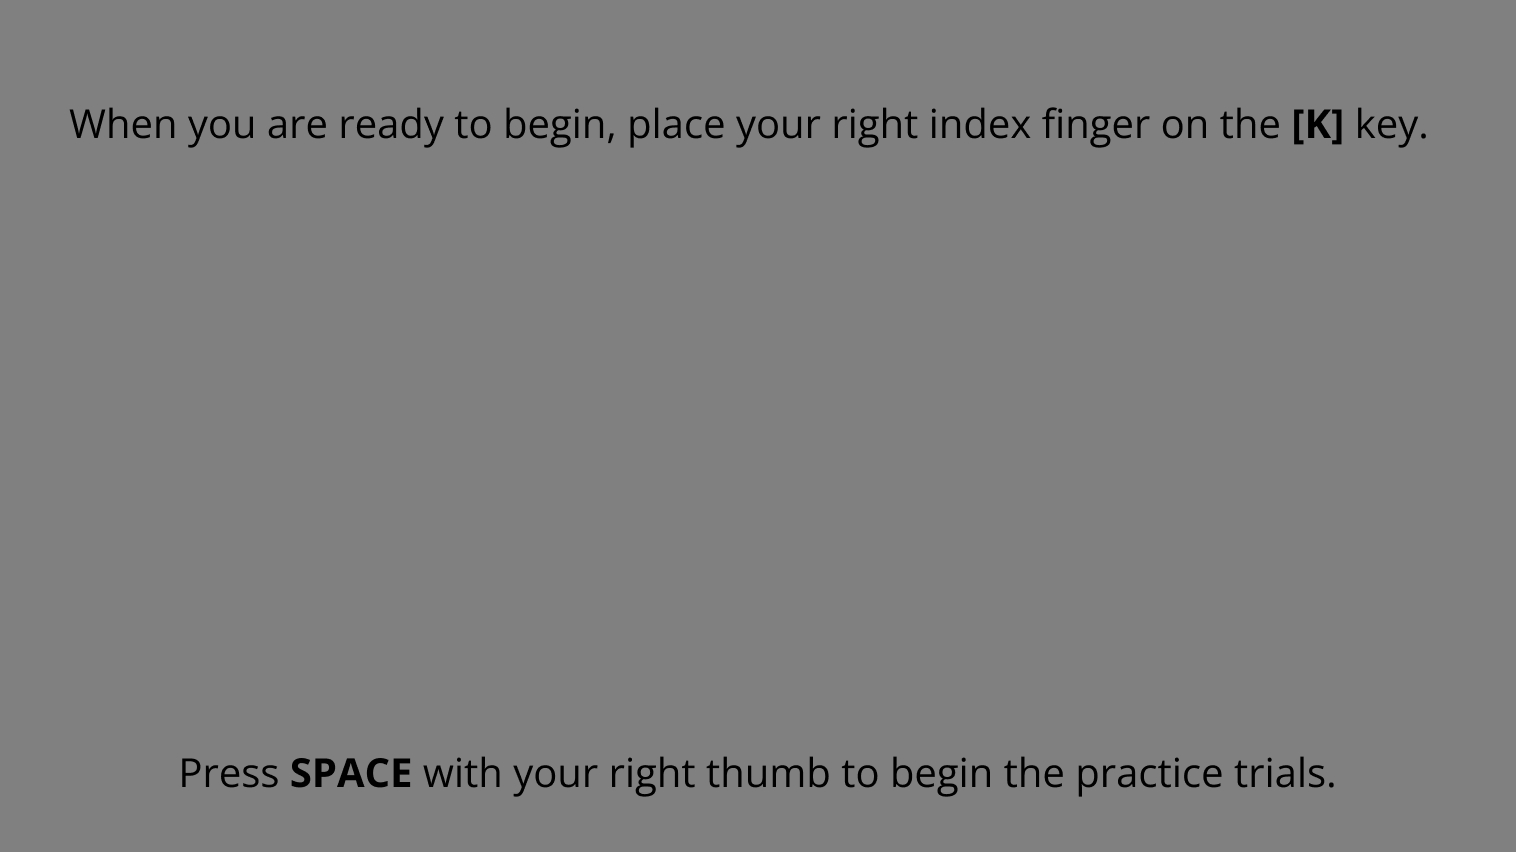 When you are ready to begin, place your right index finger on the [K] key.
Press SPACE with your right thumb to begin the practice trials.